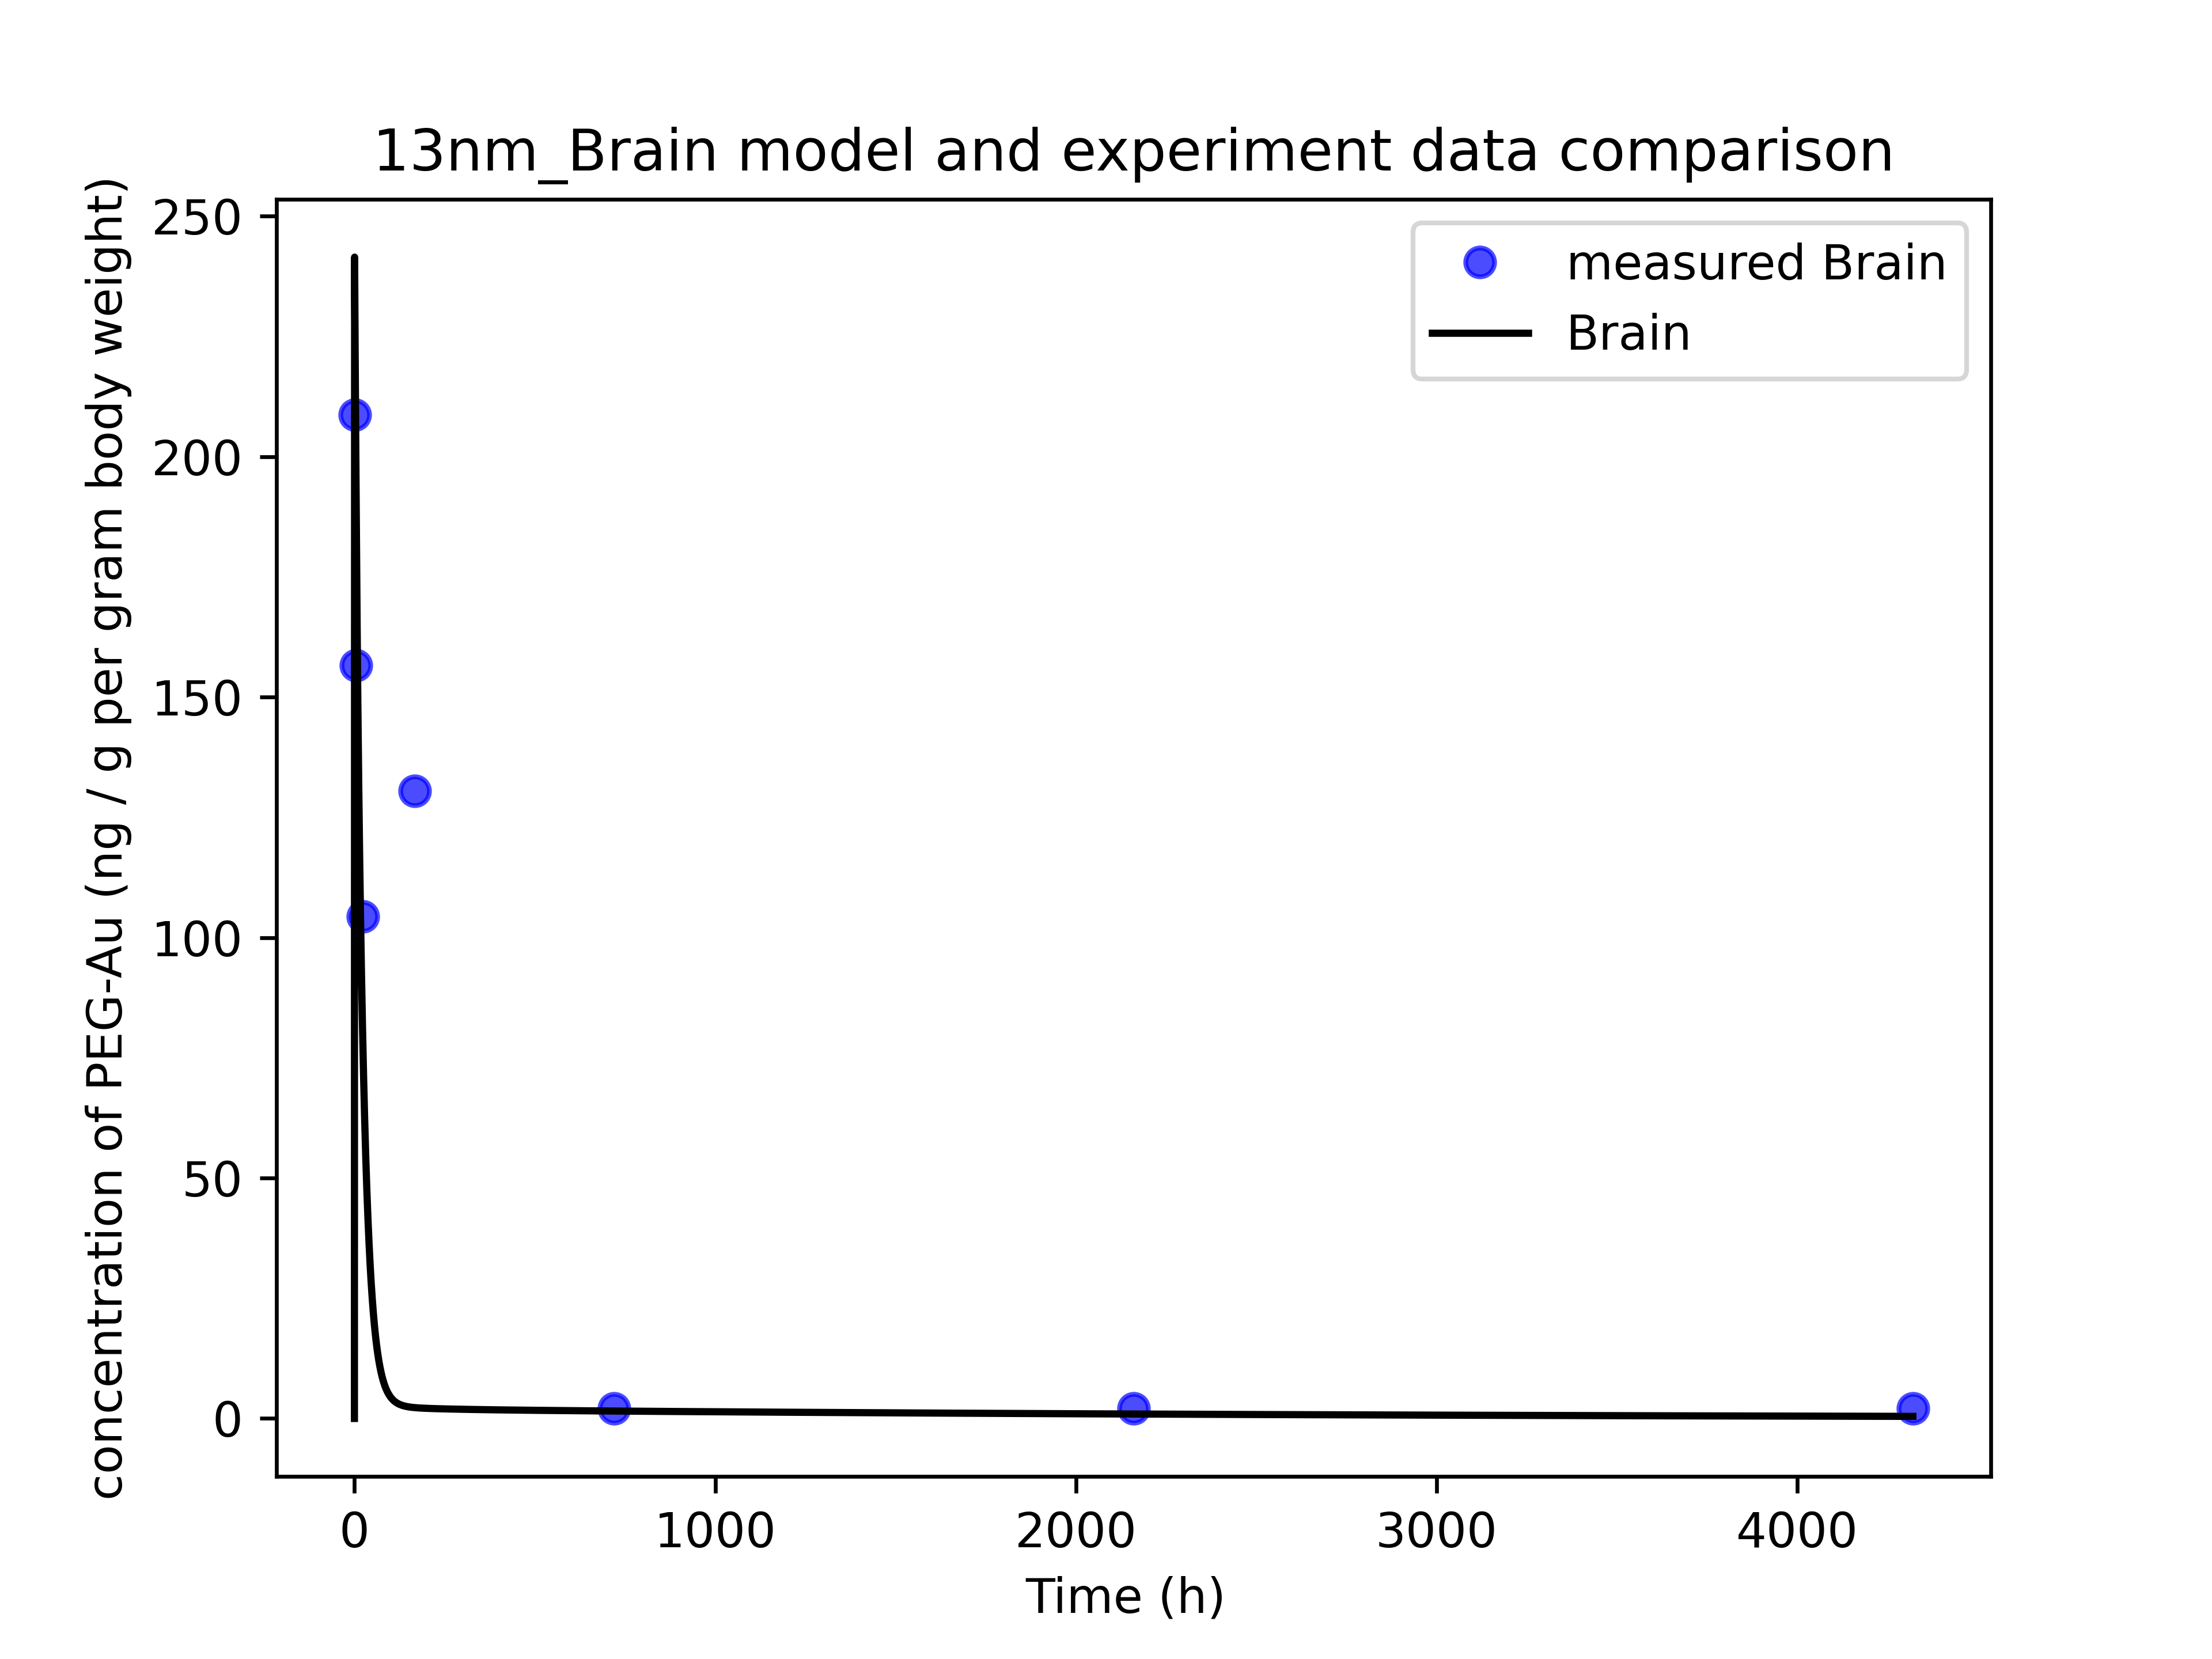 13nm_Brain model and experiment data comparison
concentration of PEG-Au (ng / g per gram body weight)
250
200
150
100
50
0
measured Brain
Brain
0 1000 2000 3000 4000
Time (h)